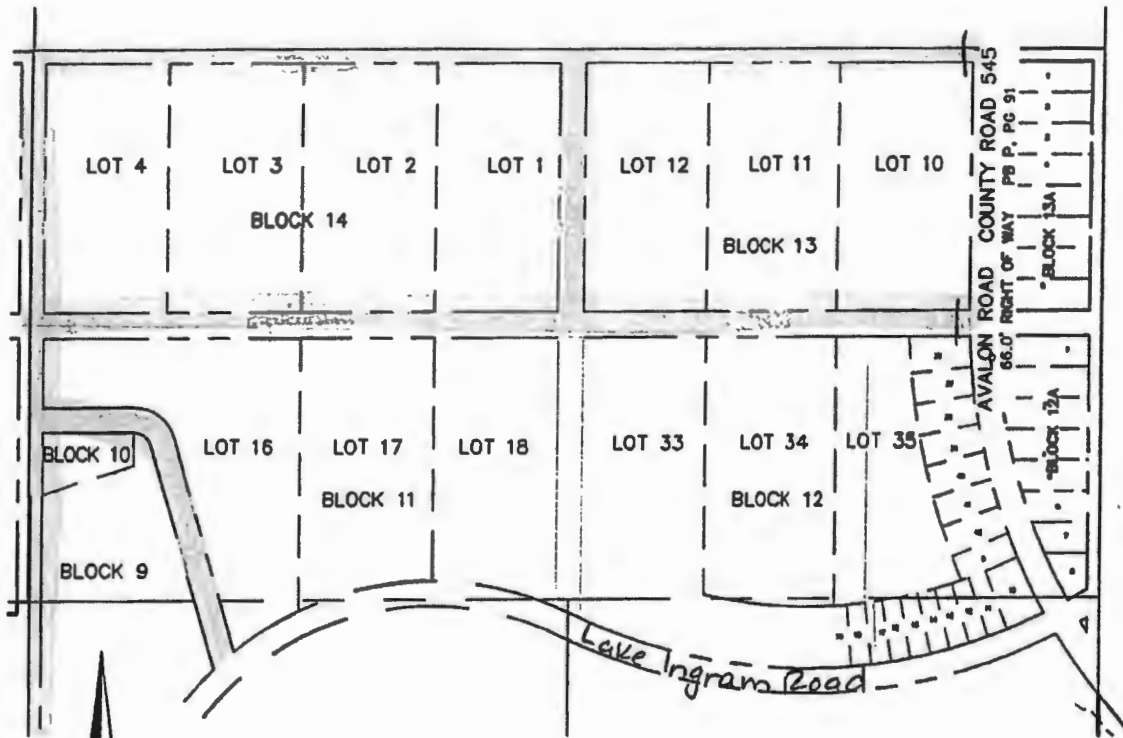 LOT 4
LOT 3
LOT 2
LOT 1
LOT 12
LOT 11
LOT 10
BLOCK 14
BLOCK 13
AVALON ROAD COUNTY ROAD 545
66.0' RIGHT OF WAY PB P, PG 91
BLOCK 13A
LOT 16
LOT 17
LOT 18
LOT 33
LOT 34
LOT 35
BLOCK 10
BLOCK 11
BLOCK 12
BLOCK 12A
BLOCK 9
Lake Ingram Road